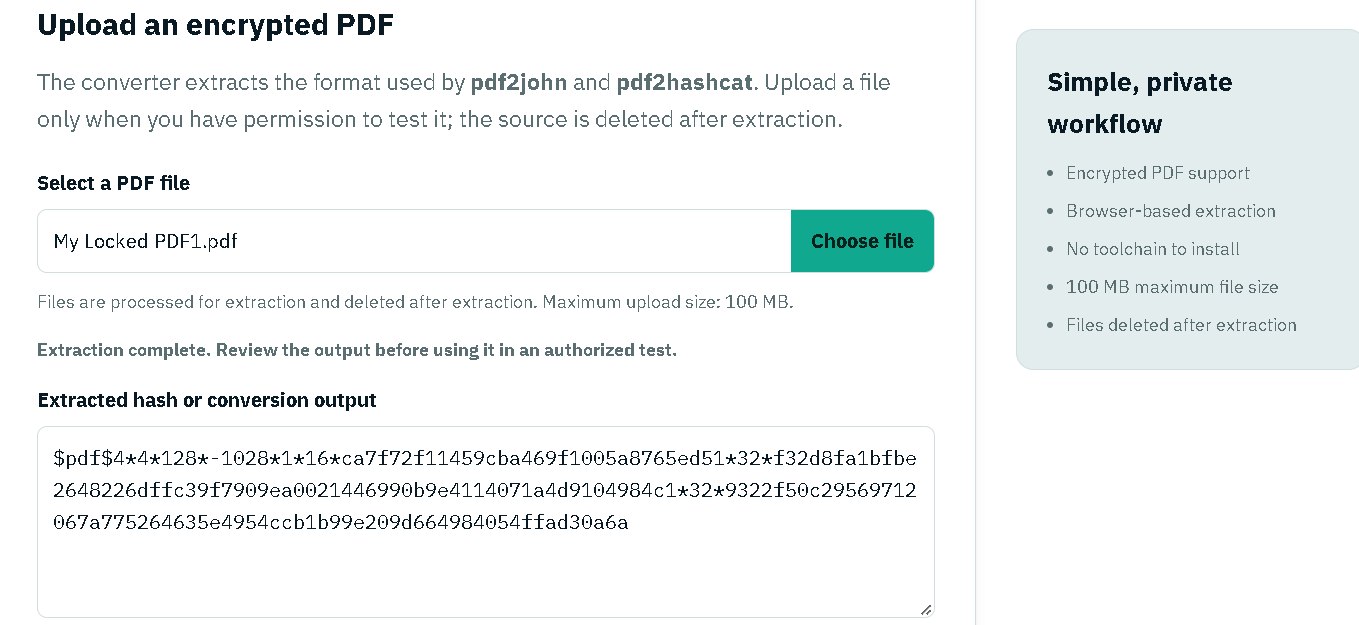 Upload an encrypted PDF
The converter extracts the format used by pdf2john and pdf2hashcat. Upload a file
only when you have permission to test it; the source is deleted after extraction.
Select a PDF file
My Locked PDF1.pdf
Choose file
Files are processed for extraction and deleted after extraction. Maximum upload size: 100 MB.
Extraction complete. Review the output before using it in an authorized test.
Extracted hash or conversion output
$pdf$4*4*128*-1028*1*16*ca7f72f11459cba469f1005a8765ed51*32*f32d8fa1bfbe
2648226dffc39f7909ea0021446990b9e4114071a4d9104984c1*32*9322f50c29569712
067a775264635e4954ccb1b99e209d664984054ffad30a6a
Simple, private
workflow
• Encrypted PDF support
• Browser-based extraction
• No toolchain to install
• 100 MB maximum file size
• Files deleted after extraction